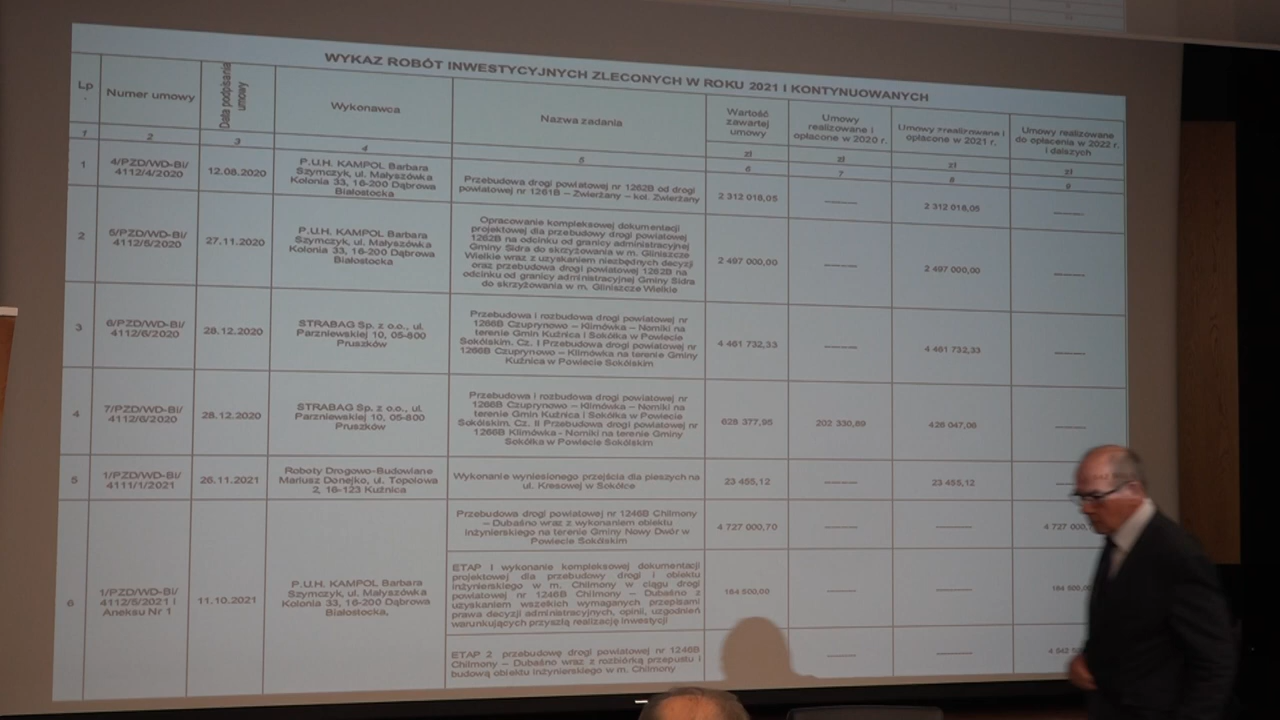 WYKAZ ROBÓT INWESTYCYJNYCH ZLECONYCH W ROKU 2021 I KONTYNUOWANYCH
Lp.
Numer umowy
Data podpisania
umowy
Wykonawca
Nazwa zadania
Wartość
zawartej
umowy
Umowy
realizowane i
opłacone w 2020 r.
Umowy zrealizowane i
opłacone w 2021 r.
Umowy realizowane
do opłacenia w 2022 r.
i dalszych
zł
zł
zł
zł
1
2
3
4
5
6
7
8
9
1
4/PZD/WD-BI/
4112/4/2020
12.08.2020
P.U.H. KAMPOL Barbara
Szymczyk, ul. Małyszówka
Kolonia 33, 16-200 Dąbrowa
Białostocka
Przebudowa drogi powiatowej nr 1262B od drogi
powiatowej nr 1261B – Zwierżany – kol. Zwierżany
2 312 018,05
———
2 312 018,05
———
2
5/PZD/WD-BI/
4112/5/2020
27.11.2020
P.U.H. KAMPOL Barbara
Szymczyk, ul. Małyszówka
Kolonia 33, 16-200 Dąbrowa
Białostocka
Opracowanie kompleksowej dokumentacji
projektowej dla przebudowy drogi powiatowej
1262B na odcinku od granicy administracyjnej
Gminy Sidra do skrzyżowania w m. Gliniszcze
Wielkie wraz z uzyskaniem niezbędnych decyzji
oraz przebudowa drogi powiatowej 1262B na
odcinku od granicy administracyjnej Gminy Sidra
do skrzyżowania w m. Gliniszcze Wielkie
2 497 000,00
———
2 497 000,00
———
3
6/PZD/WD-BI/
4112/6/2020
28.12.2020
STRABAG Sp. z o.o., ul.
Parzniewskiej 10, 05-800
Pruszków
Przebudowa i rozbudowa drogi powiatowej nr
1266B Czuprynowo – Klimówka – Nomiki na
terenie Gmin Kuźnica i Sokółka w Powiecie
Sokólskim. Cz. I Przebudowa drogi powiatowej nr
1266B Czuprynowo – Klimówka na terenie Gminy
Kuźnica w Powiecie Sokólskim
4 461 732,33
———
4 461 732,33
———
4
7/PZD/WD-BI/
4112/6/2020
28.12.2020
STRABAG Sp. z o.o., ul.
Parzniewskiej 10, 05-800
Pruszków
Przebudowa i rozbudowa drogi powiatowej nr
1266B Czuprynowo – Klimówka – Nomiki na
terenie Gmin Kuźnica i Sokółka w Powiecie
Sokólskim. Cz. II Przebudowa drogi powiatowej nr
1266B Klimówka - Nomiki na terenie Gminy
Sokółka w Powiecie Sokólskim
628 377,95
202 330,89
426 047,06
———
5
1/PZD/WD-BI/
4111/1/2021
26.11.2021
Roboty Drogowo-Budowlane
Mariusz Donejko, ul. Topolowa
2, 16-123 Kuźnica
Wykonanie wyniesionego przejścia dla pieszych na
ul. Kresowej w Sokółce
23 455,12
———
23 455,12
———
6
1/PZD/WD-BI/
4112/6/2021 i
Aneksu Nr 1
11.10.2021
P.U.H. KAMPOL Barbara
Szymczyk, ul. Małyszówka
Kolonia 33, 16-200 Dąbrowa
Białostocka,
Przebudowa drogi powiatowej nr 1246B Chilmony
– Dubaśno wraz z wykonaniem obiektu
inżynierskiego na terenie Gminy Nowy Dwór w
Powiecie Sokólskim
4 727 000,70
———
———
4 727 000,
ETAP I wykonanie kompleksowej dokumentacji
projektowej dla przebudowy drogi i obiektu
inżynierskiego w m. Chilmony w ciągu drogi
powiatowej nr 1246B Chilmony – Dubaśno z
uzyskaniem wszelkich wymaganych przepisami
prawa decyzji administracyjnych, opinii, uzgodnień
warunkujących przyszłą realizację inwestycji
184 500,00
———
———
184 500,00
ETAP 2 przebudowę drogi powiatowej nr 1246B
Chilmony – Dubaśno wraz z rozbiórką przepustu i
budową obiektu inżynierskiego w m. Chilmony
———
———
4 542